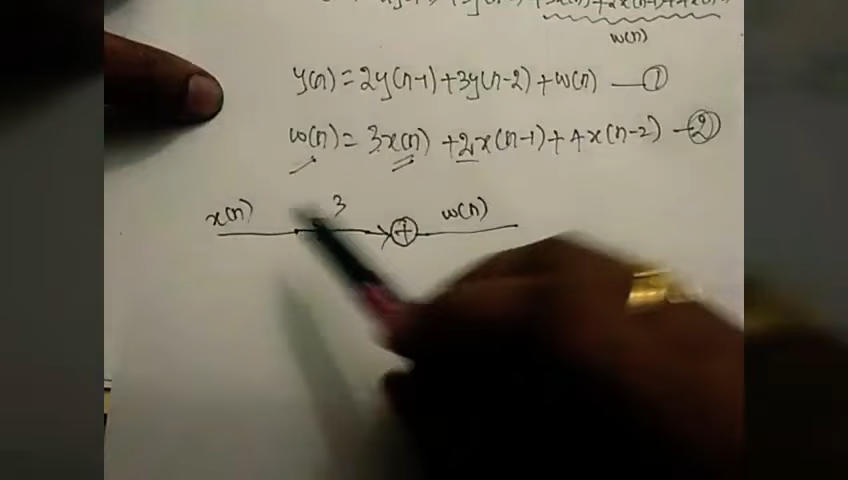 w(n)
y(n) = 2y(n-1) + 3y(n-2) + w(n) — ①
w(n) = 3x(n) + 2x(n-1) + 4x(n-2) — ②
x(n) 3 + w(n)